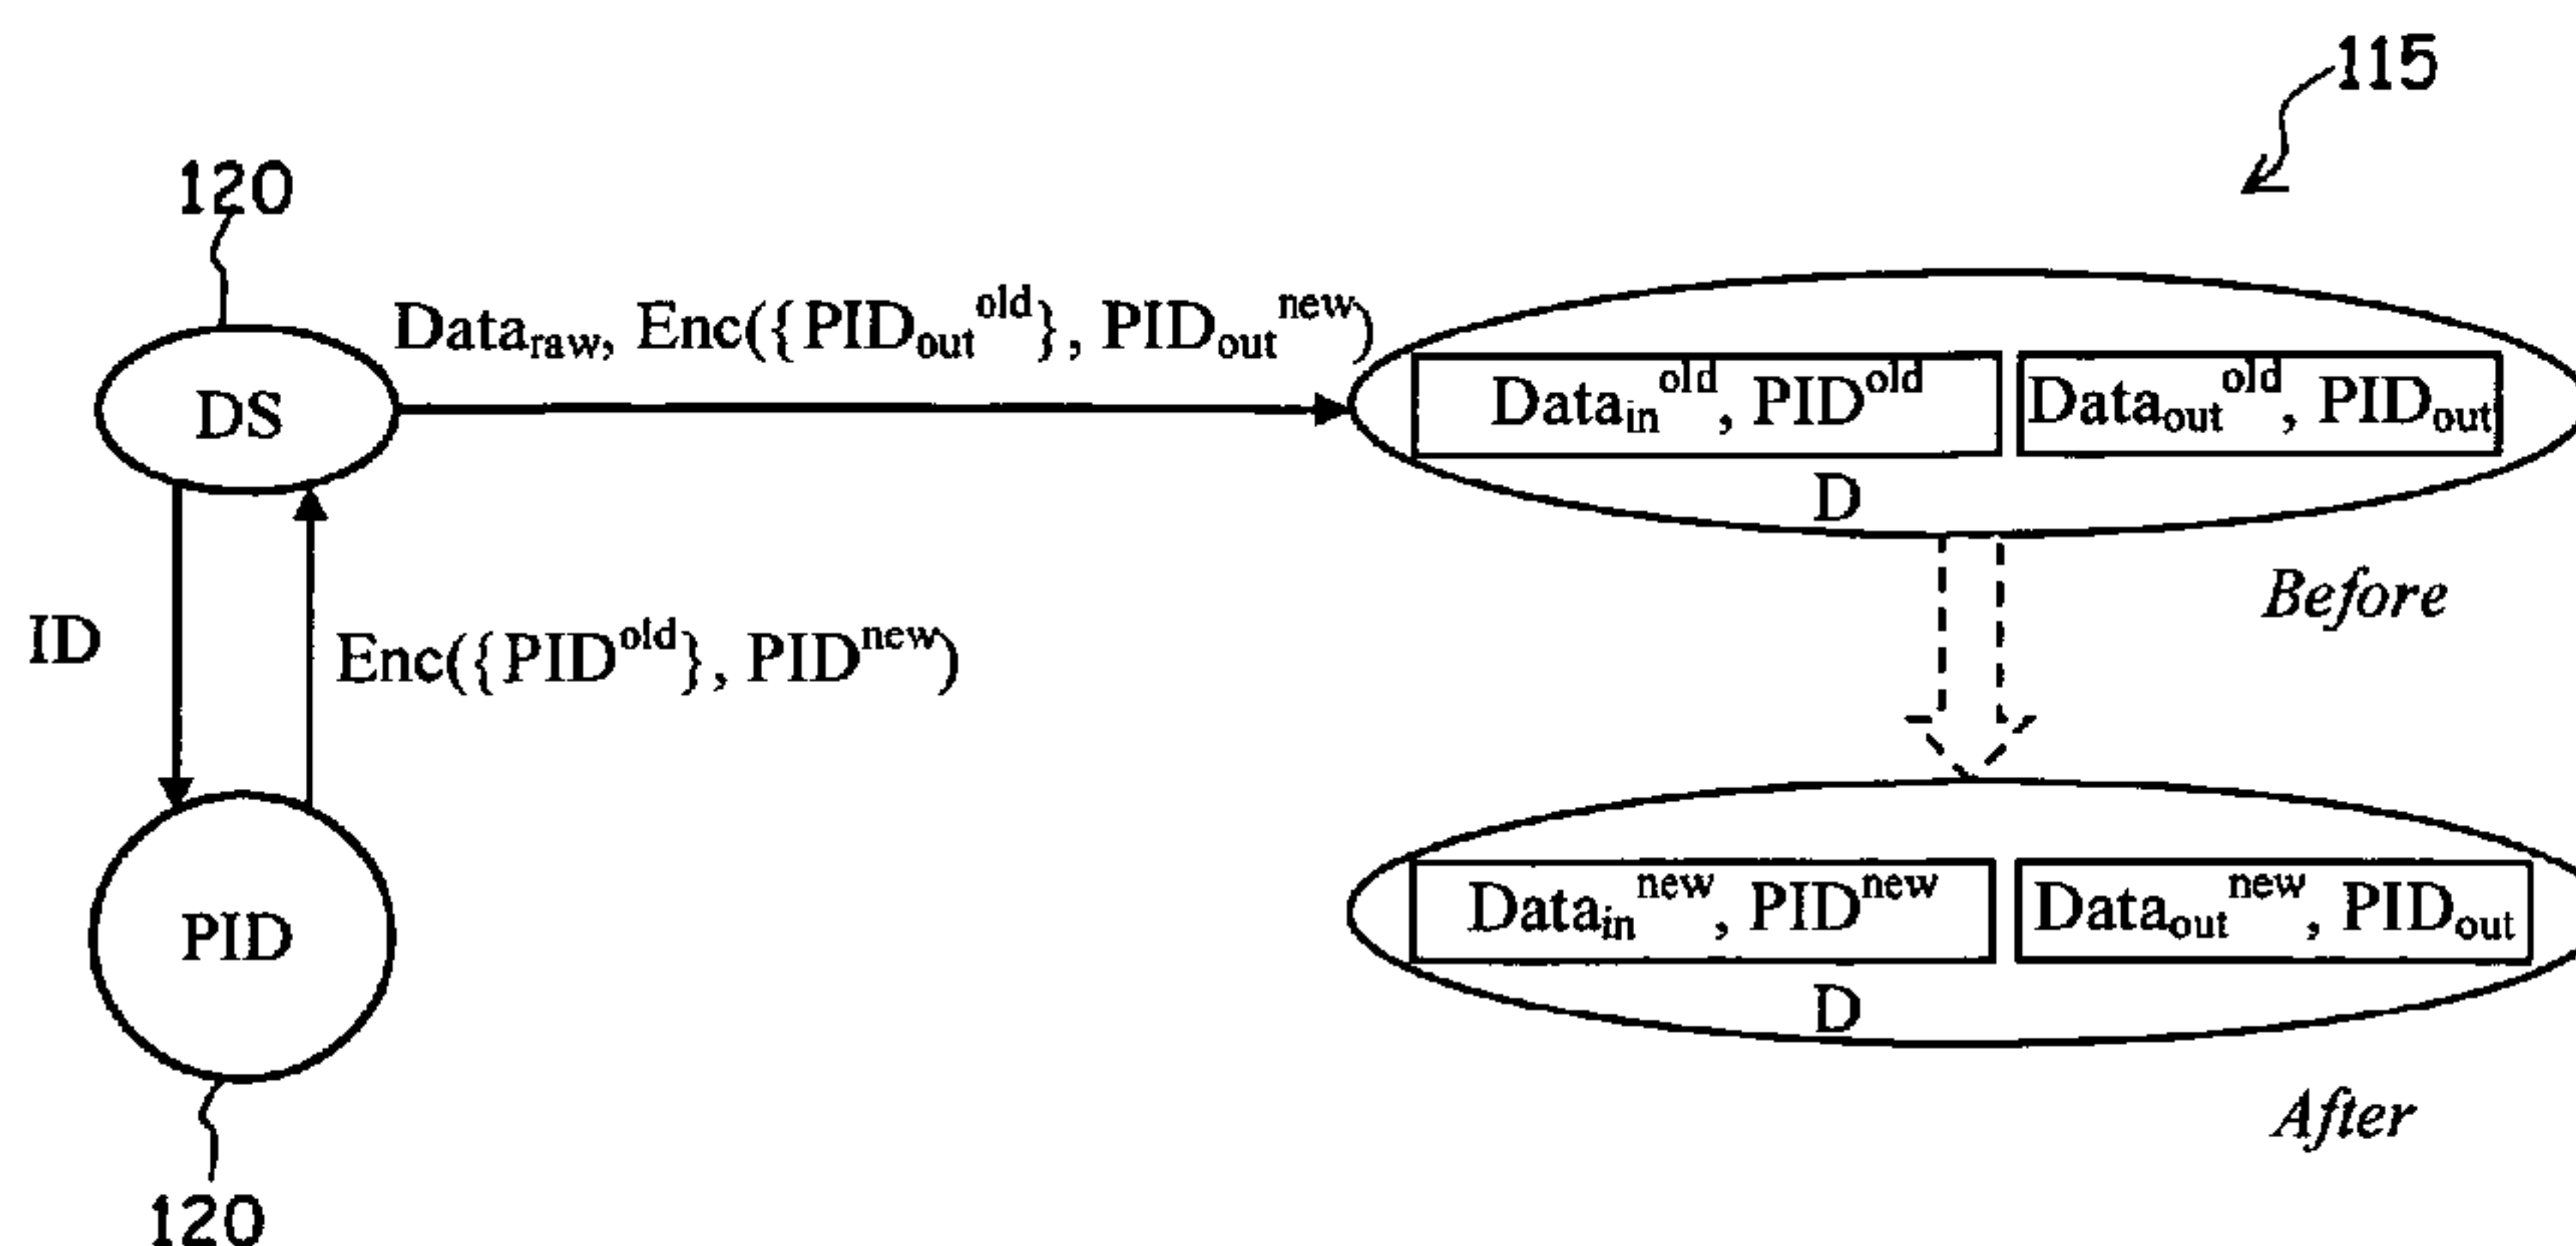 115
120
Data_raw, Enc({PID_out^old}, PID_out^new)
DS
Data_in^old, PID^old
Data_out^old, PID_out
D
Before
ID
Enc({PID^old}, PID^new)
PID
Data_in^new, PID^new
Data_out^new, PID_out
D
After
120